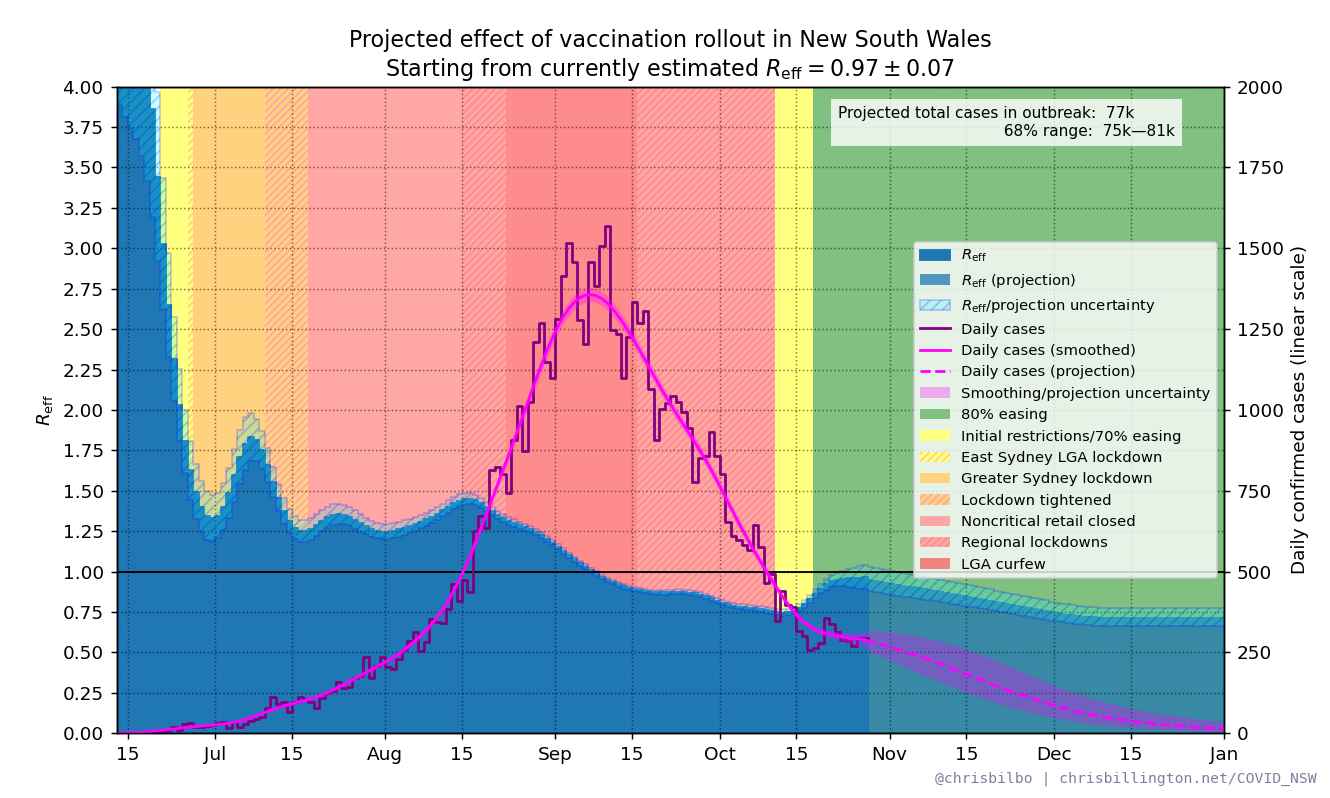 Projected effect of vaccination rollout in New South Wales
Starting from currently estimated R_eff = 0.97 ± 0.07
4.00
3.75
3.50
3.25
3.00
2.75
2.50
2.25
2.00
1.75
1.50
1.25
1.00
0.75
0.50
0.25
0.00
R_eff
Projected total cases in outbreak: 77k
68% range: 75k—81k
R_eff
R_eff (projection)
R_eff/projection uncertainty
Daily cases
Daily cases (smoothed)
Daily cases (projection)
Smoothing/projection uncertainty
80% easing
Initial restrictions/70% easing
East Sydney LGA lockdown
Greater Sydney lockdown
Lockdown tightened
Noncritical retail closed
Regional lockdowns
LGA curfew
2000
1750
1500
1250
1000
750
500
250
0
Daily confirmed cases (linear scale)
15 Jul 15 Aug 15 Sep 15 Oct 15 Nov 15 Dec 15 Jan
@chrisbilbo | chrisbillington.net/COVID_NSW